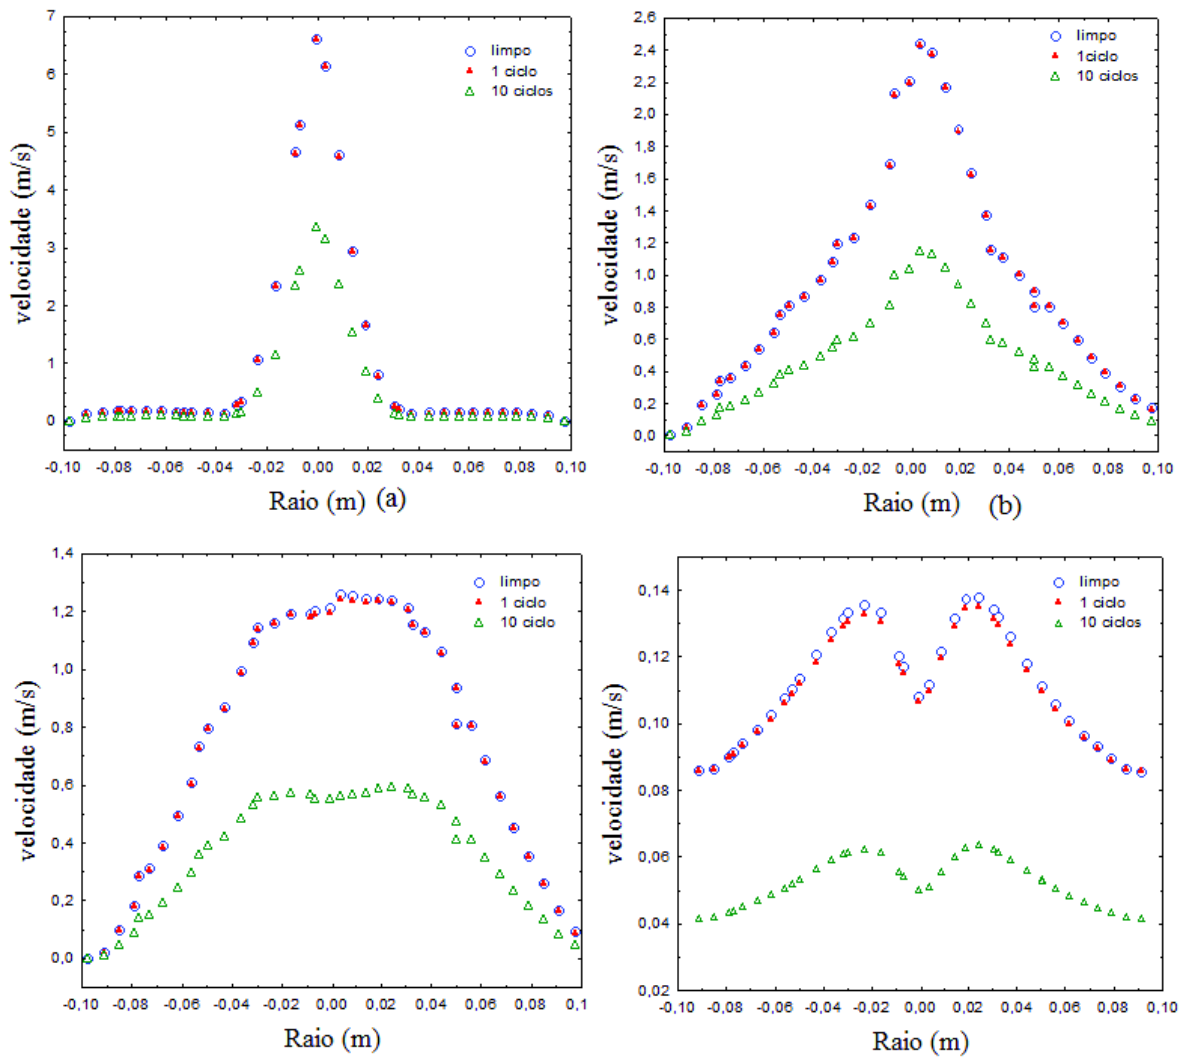 7
6
5
4
3
2
1
0
velocidade (m/s)
limpo
1 ciclo
10 ciclos
-0,10 -0,08 -0,06 -0,04 -0,02 0,00 0,02 0,04 0,06 0,08 0,10
Raio (m) (a)
2,6
2,4
2,2
2,0
1,8
1,6
1,4
1,2
1,0
0,8
0,6
0,4
0,2
0,0
velocidade (m/s)
limpo
1ciclo
10 ciclos
-0,10 -0,08 -0,06 -0,04 -0,02 0,00 0,02 0,04 0,06 0,08 0,10
Raio (m) (b)
1,4
1,2
1,0
0,8
0,6
0,4
0,2
0,0
velocidade (m/s)
limpo
1 ciclo
10 ciclo
-0,10 -0,08 -0,06 -0,04 -0,02 0,00 0,02 0,04 0,06 0,08 0,1
Raio (m)
0,14
0,12
0,10
0,08
0,06
0,04
0,02
velocidade (m/s)
limpo
1 ciclo
10 ciclos
-0,10 -0,08 -0,06 -0,04 -0,02 0,00 0,02 0,04 0,06 0,08 0,10
Raio (m)